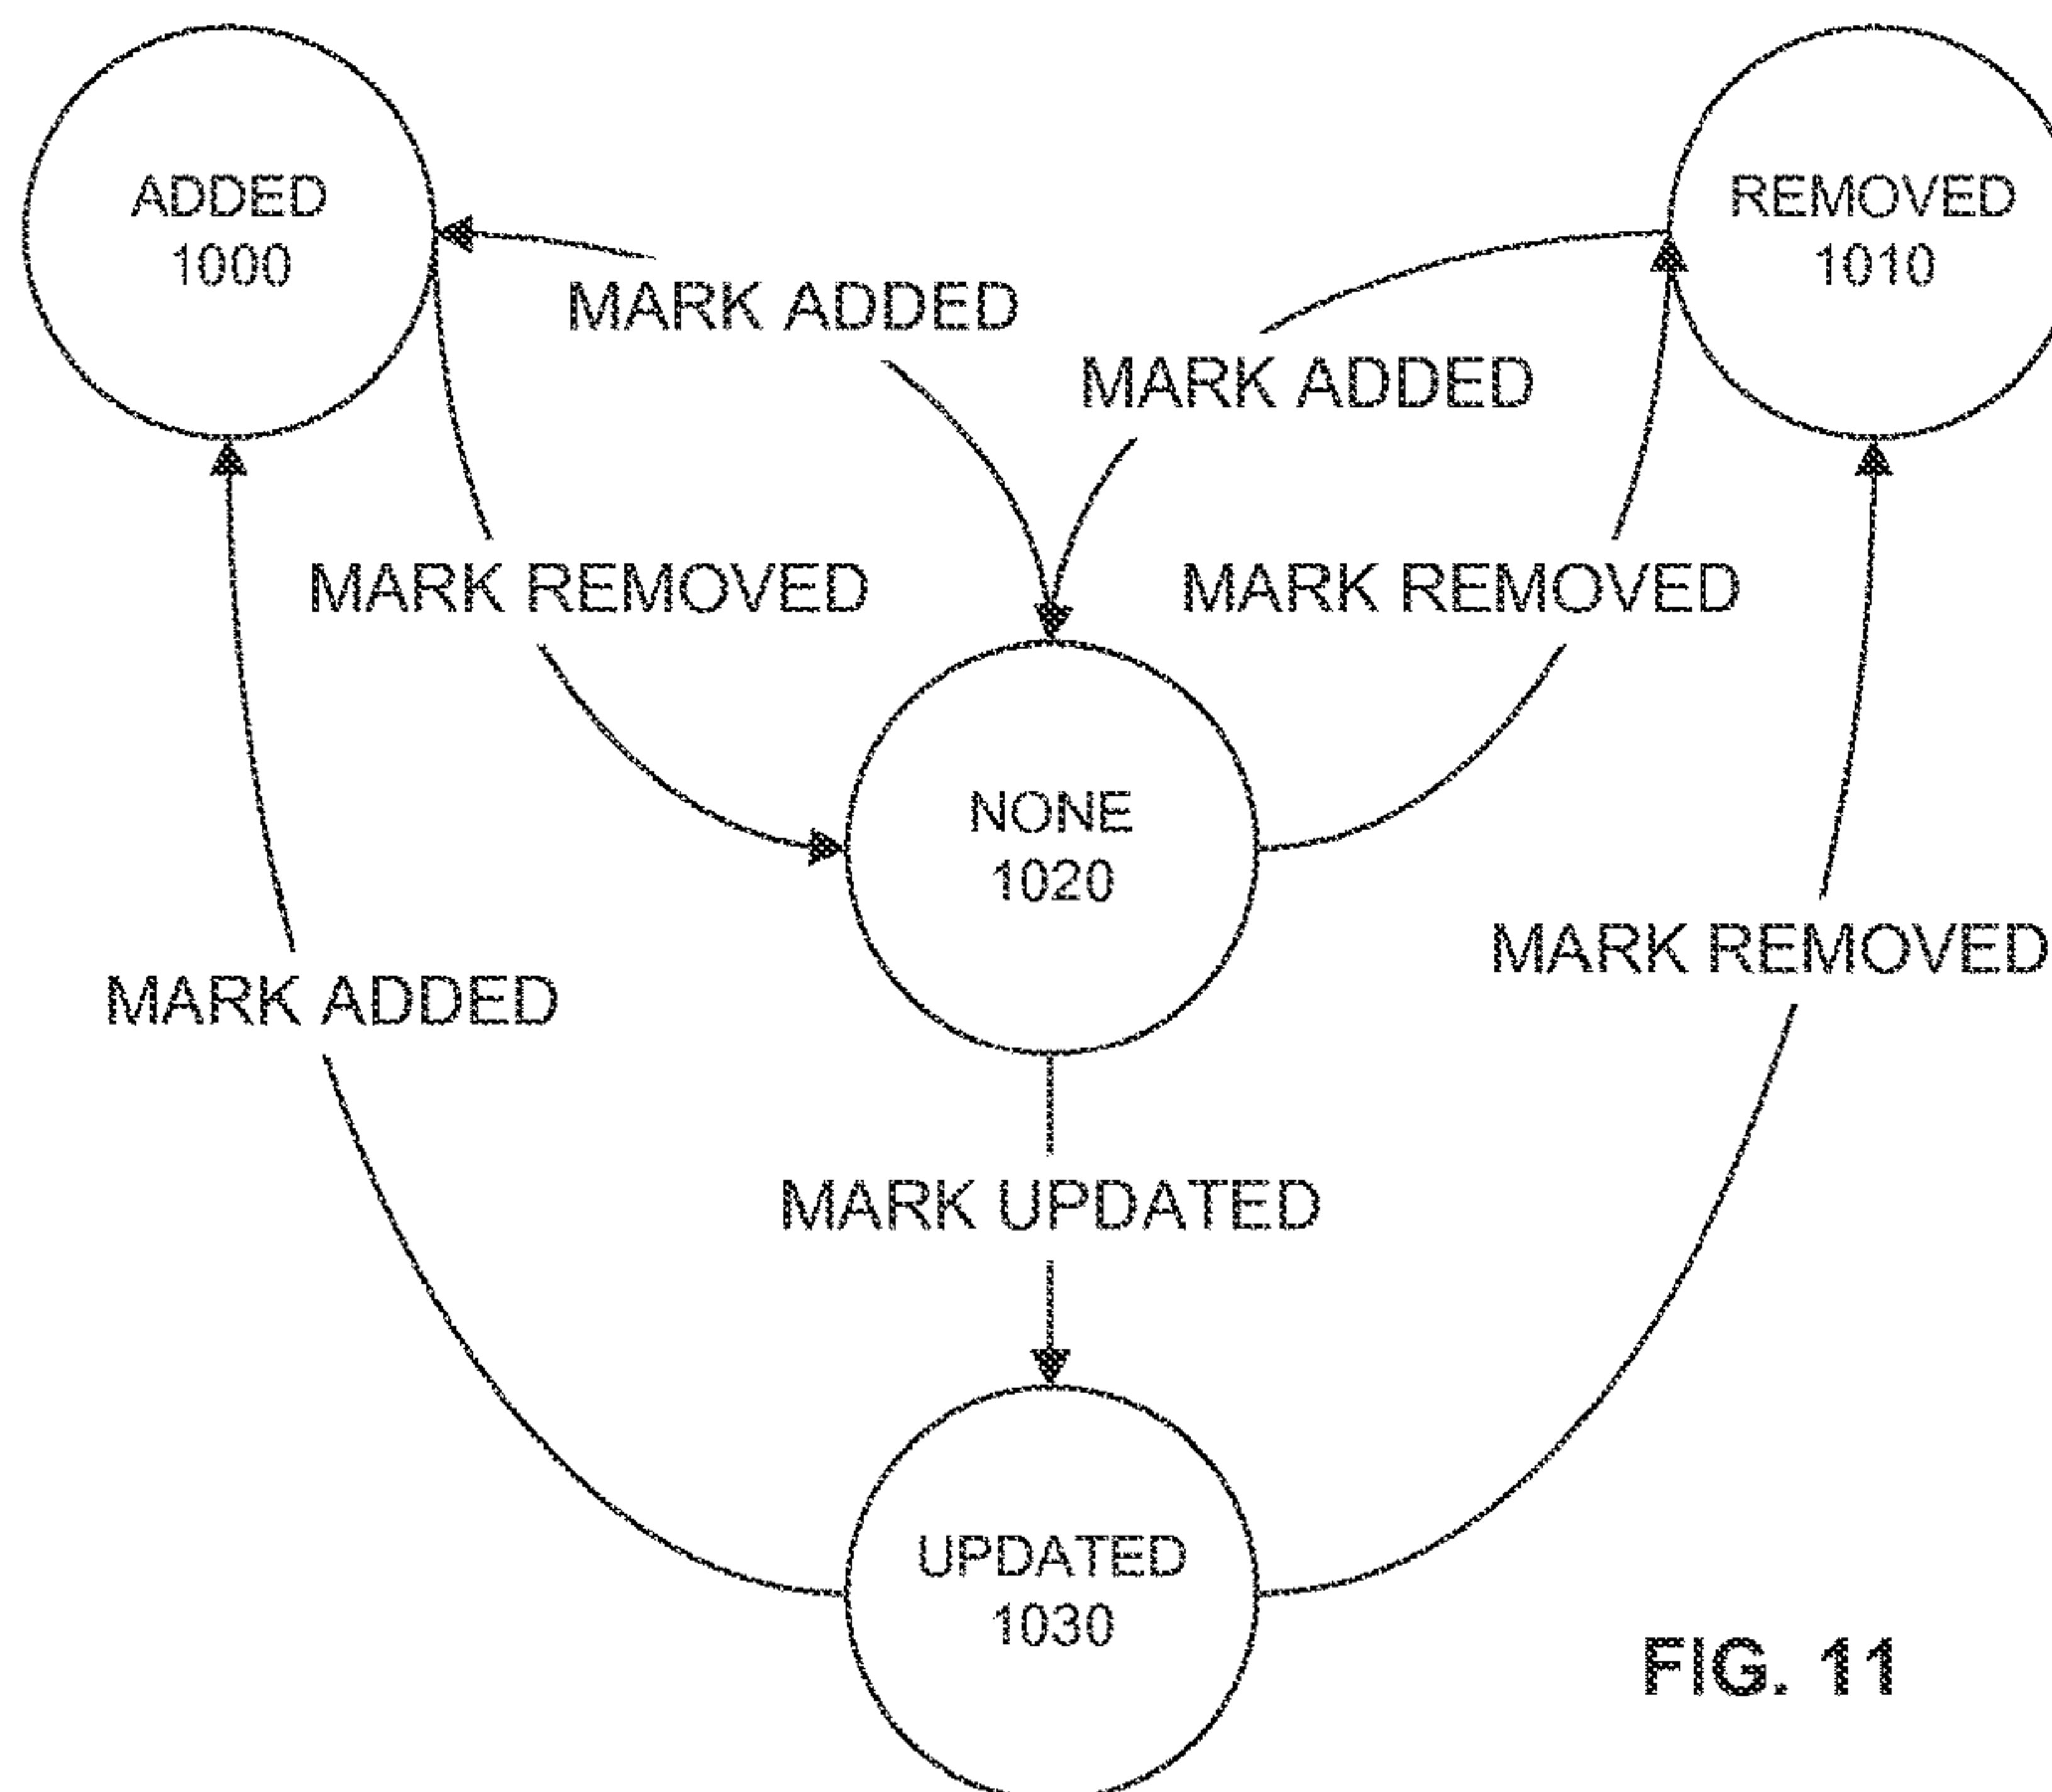 ADDED
1000
REMOVED
1010
MARK ADDED
MARK ADDED
MARK REMOVED
MARK REMOVED
NONE
1020
MARK REMOVED
MARK ADDED
MARK UPDATED
UPDATED
1030
FIG. 11